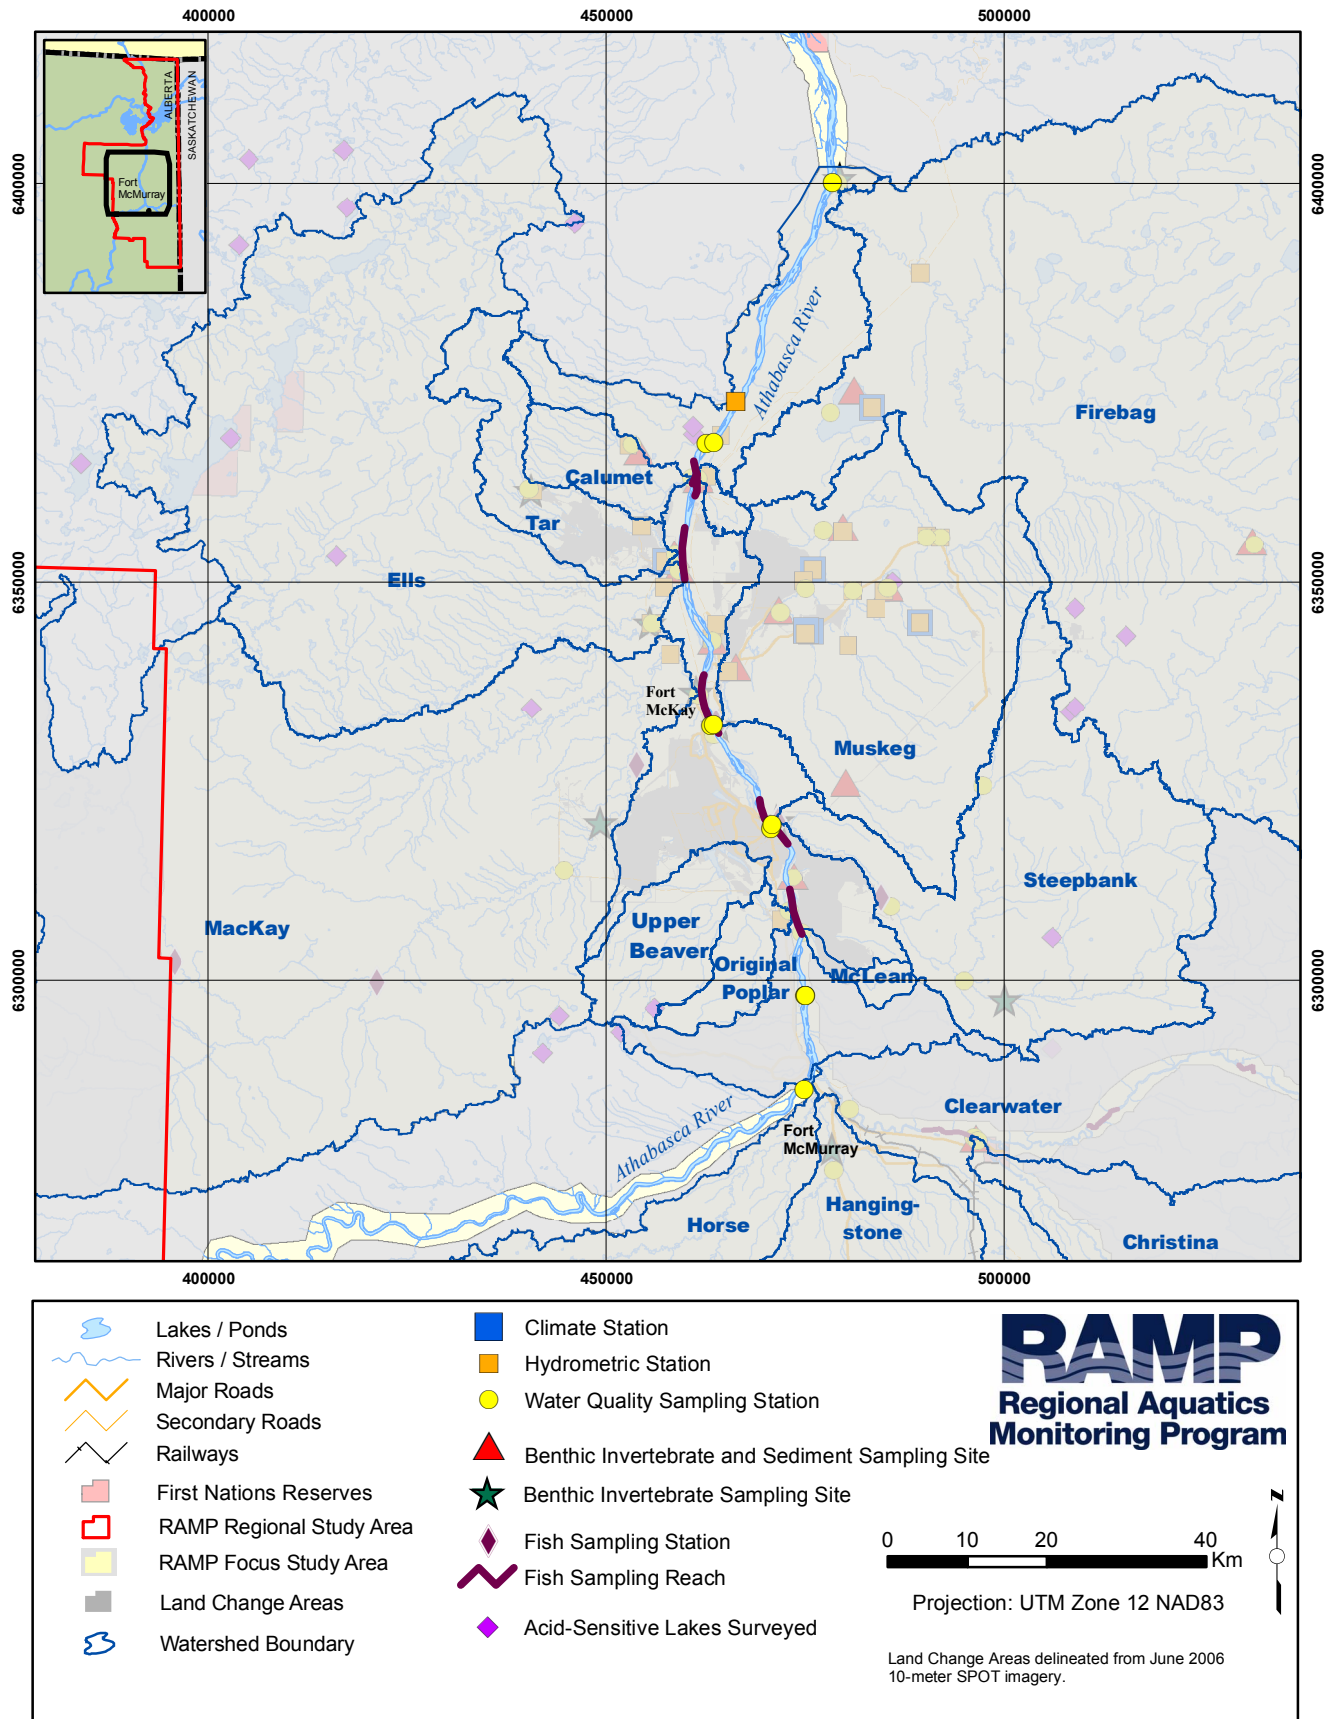 400000
450000
500000
6400000
6400000
6350000
6350000
6300000
6300000
ALBERTA
SASKATCHEWAN
Fort
McMurray
Athabasca River
Firebag
Calumet
Tar
Ells
Fort
McKay
Muskeg
Steepbank
MacKay
Upper
Beaver
Original
Poplar
McLean
Clearwater
Athabasca River
Fort
McMurray
Horse
Hanging-
stone
Christina
400000
450000
500000
Lakes / Ponds
Rivers / Streams
Major Roads
Secondary Roads
Railways
First Nations Reserves
RAMP Regional Study Area
RAMP Focus Study Area
Land Change Areas
Watershed Boundary
Climate Station
Hydrometric Station
Water Quality Sampling Station
Benthic Invertebrate and Sediment Sampling Site
Benthic Invertebrate Sampling Site
Fish Sampling Station
Fish Sampling Reach
Acid-Sensitive Lakes Surveyed
RAMP
Regional Aquatics
Monitoring Program
N
0 10 20 40
Km
Projection: UTM Zone 12 NAD83
Land Change Areas delineated from June 2006
10-meter SPOT imagery.